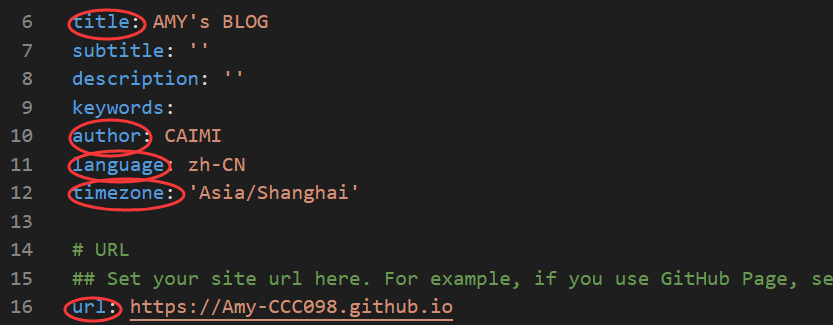 6 title: AMY's BLOG
7 subtitle: ''
8 description: ''
9 keywords:
10 author: CAIMI
11 language: zh-CN
12 timezone: 'Asia/Shanghai'
13
14 # URL
15 ## Set your site url here. For example, if you use GitHub Page, se
16 url: https://Amy-CCC098.github.io